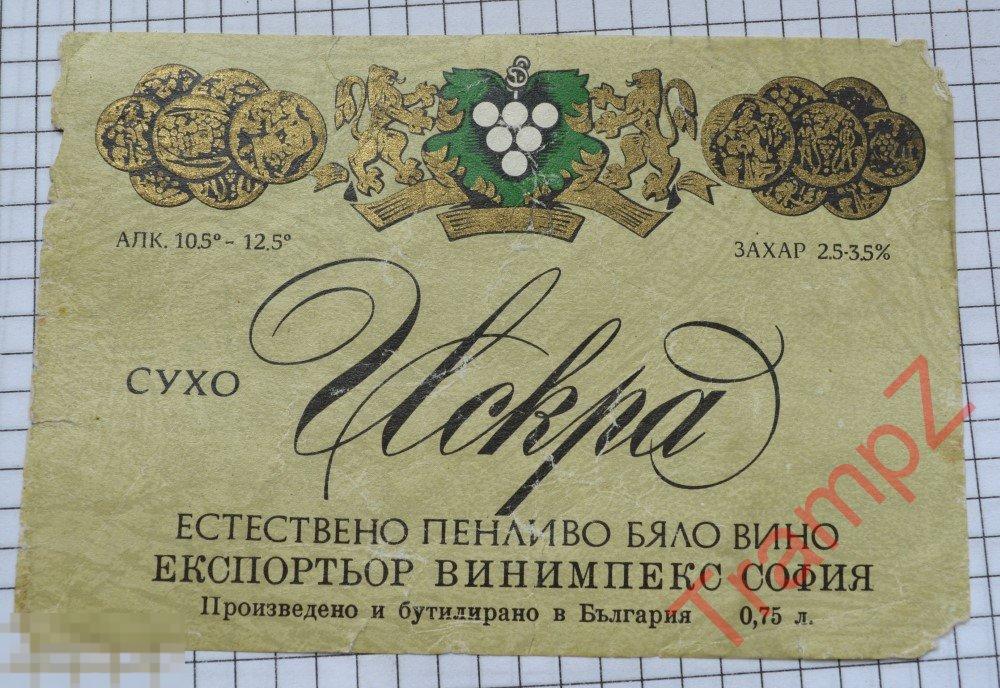 АЛК. 10.5° - 12.5°
ЗАХАР 2.5-3.5%
СУХО
Искра
ЕСТЕСТВЕНО ПЕНЛИВО БЯЛО ВИНО
ЕКСПОРТЬОР ВИНИМПЕКС СОФИЯ
Произведено и бутилирано в България 0,75 л.
TrampZ